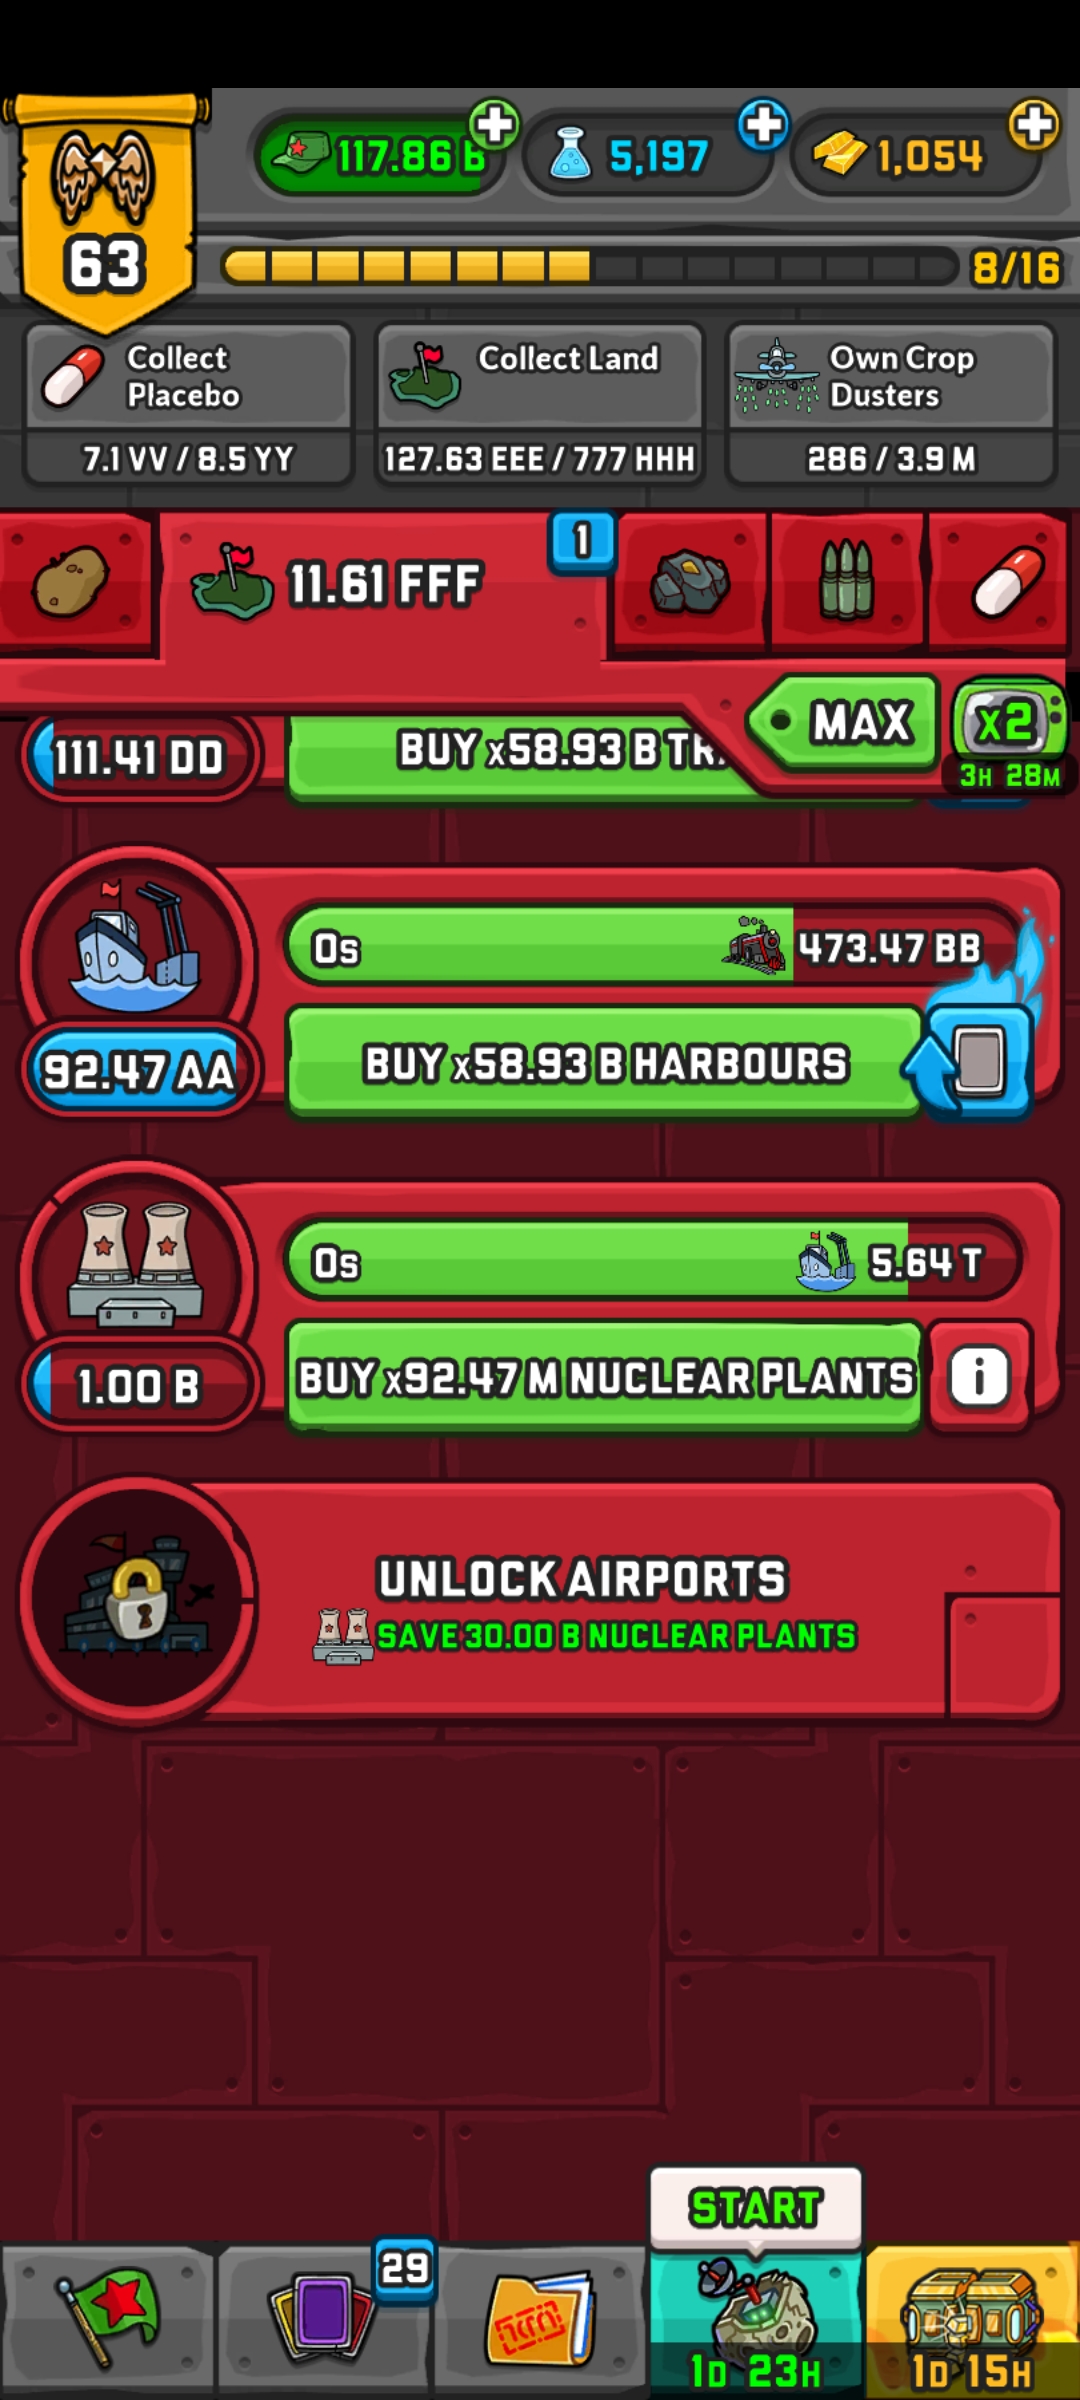 117.86 B
5,197
1,054
63
8/16
Collect
Placebo
7.1 VV / 8.5 YY
Collect Land
127.63 EEE / 777 HHH
Own Crop
Dusters
286 / 3.9 M
11.61 FFF
1
MAX
x2
3H 28M
111.41 DD
BUY x58.93 B
0s
473.47 BB
92.47 AA
BUY x58.93 B HARBOURS
0s
5.64 T
1.00 B
BUY x92.47 M NUCLEAR PLANTS
i
UNLOCK AIRPORTS
SAVE 30.00 B NUCLEAR PLANTS
START
29
1D 23H
1D 15H